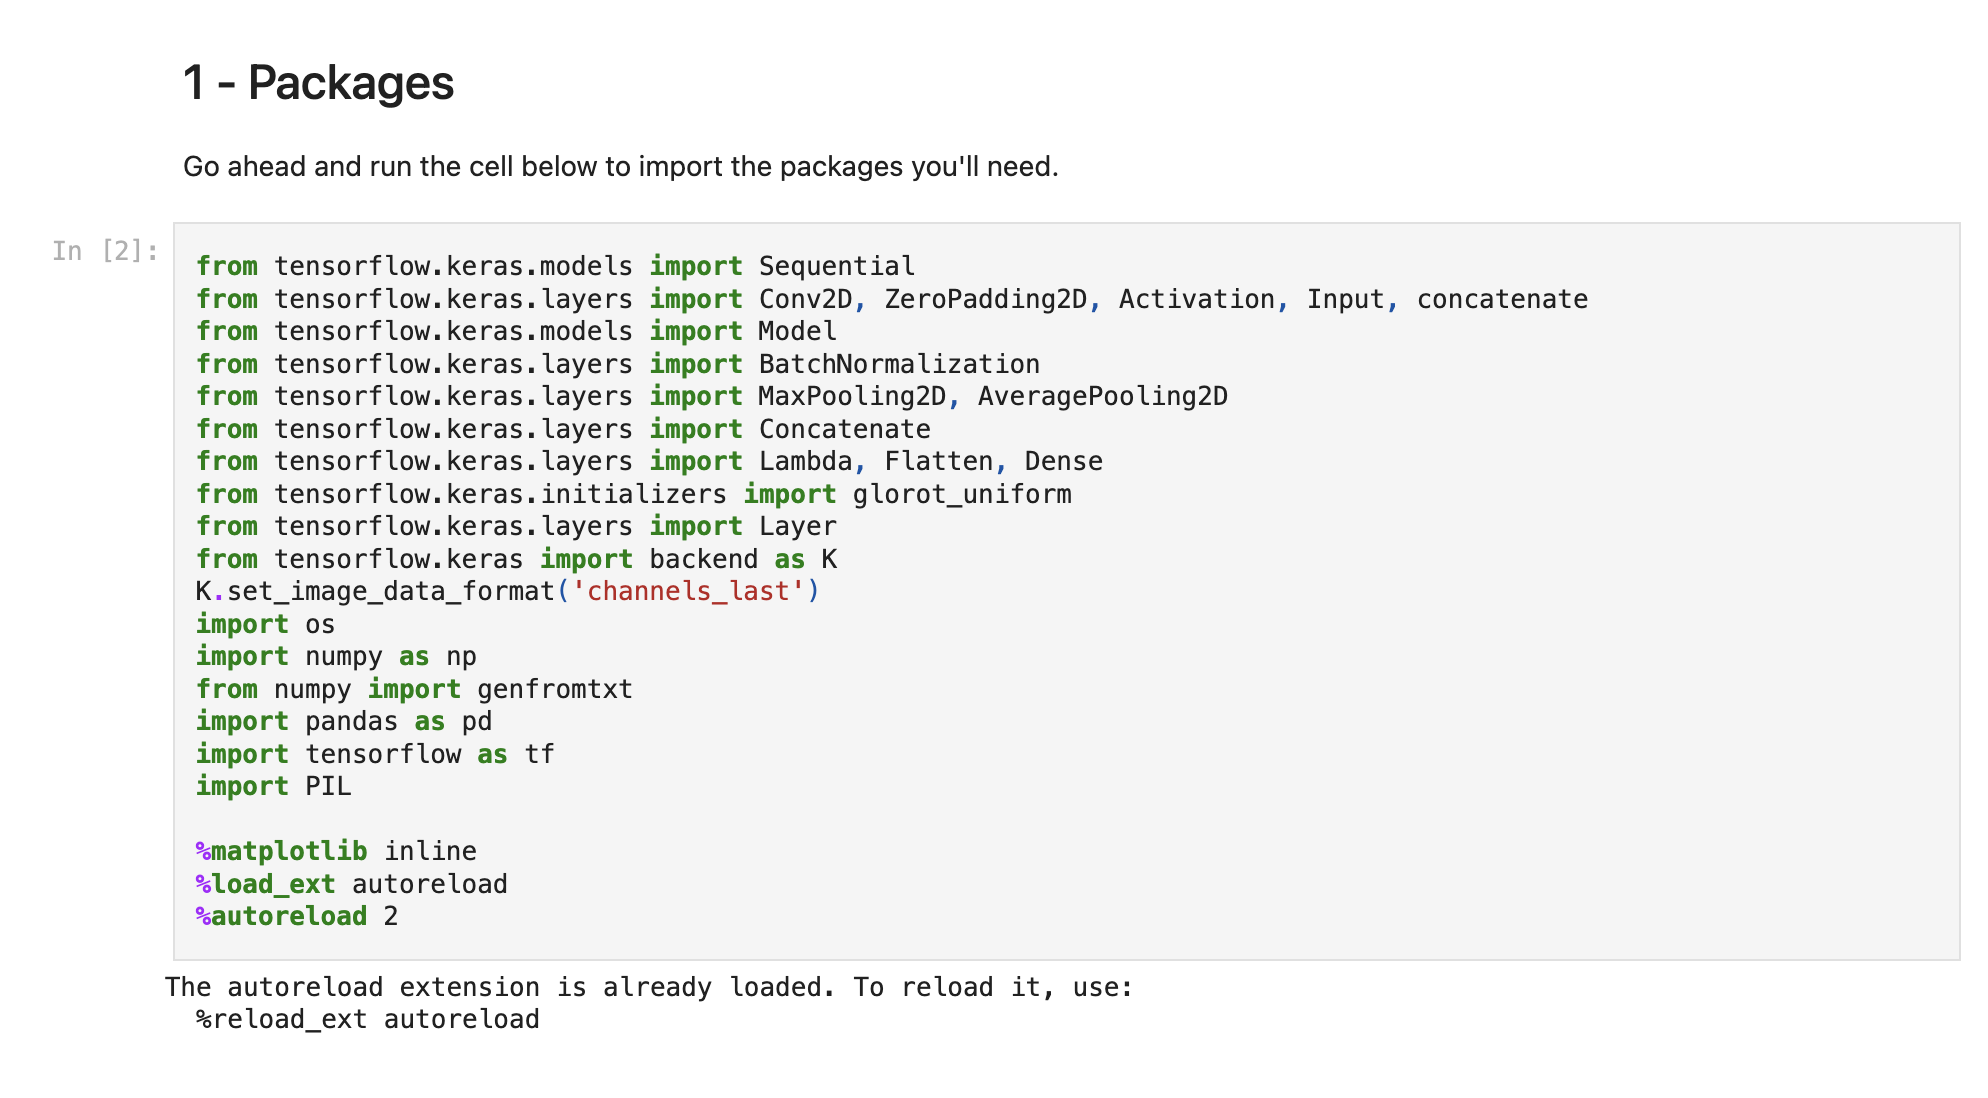 1 - Packages
Go ahead and run the cell below to import the packages you'll need.
In [2]:
from tensorflow.keras.models import Sequential
from tensorflow.keras.layers import Conv2D, ZeroPadding2D, Activation, Input, concatenate
from tensorflow.keras.models import Model
from tensorflow.keras.layers import BatchNormalization
from tensorflow.keras.layers import MaxPooling2D, AveragePooling2D
from tensorflow.keras.layers import Concatenate
from tensorflow.keras.layers import Lambda, Flatten, Dense
from tensorflow.keras.initializers import glorot_uniform
from tensorflow.keras.layers import Layer
from tensorflow.keras import backend as K
K.set_image_data_format('channels_last')
import os
import numpy as np
from numpy import genfromtxt
import pandas as pd
import tensorflow as tf
import PIL
%matplotlib inline
%load_ext autoreload
%autoreload 2
The autoreload extension is already loaded. To reload it, use:
  %reload_ext autoreload